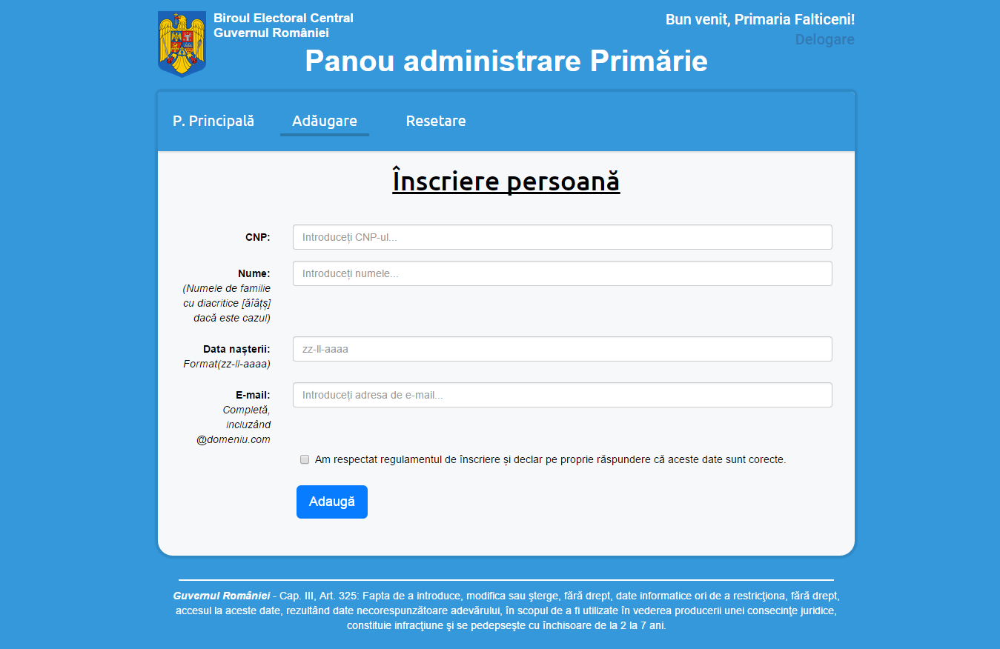 Biroul Electoral Central
Guvernul României
Bun venit, Primaria Falticeni!
Delogare
Panou administrare Primărie
P. Principală
Adăugare
Resetare
Înscriere persoană
CNP:
Introduceți CNP-ul...
Nume:
Introduceți numele...
(Numele de familie
cu diacritice [ăîâțș]
dacă este cazul)
Data nașterii:
zz-ll-aaaa
Format(zz-ll-aaaa)
E-mail:
Introduceți adresa de e-mail...
Completă,
incluzând
@domeniu.com
Am respectat regulamentul de înscriere și declar pe proprie răspundere că aceste date sunt corecte.
Adaugă
Guvernul României - Cap. III, Art. 325: Fapta de a introduce, modifica sau şterge, fără drept, date informatice ori de a restricţiona, fără drept,
accesul la aceste date, rezultând date necorespunzătoare adevărului, în scopul de a fi utilizate în vederea producerii unei consecinţe juridice,
constituie infracţiune şi se pedepseşte cu închisoare de la 2 la 7 ani.